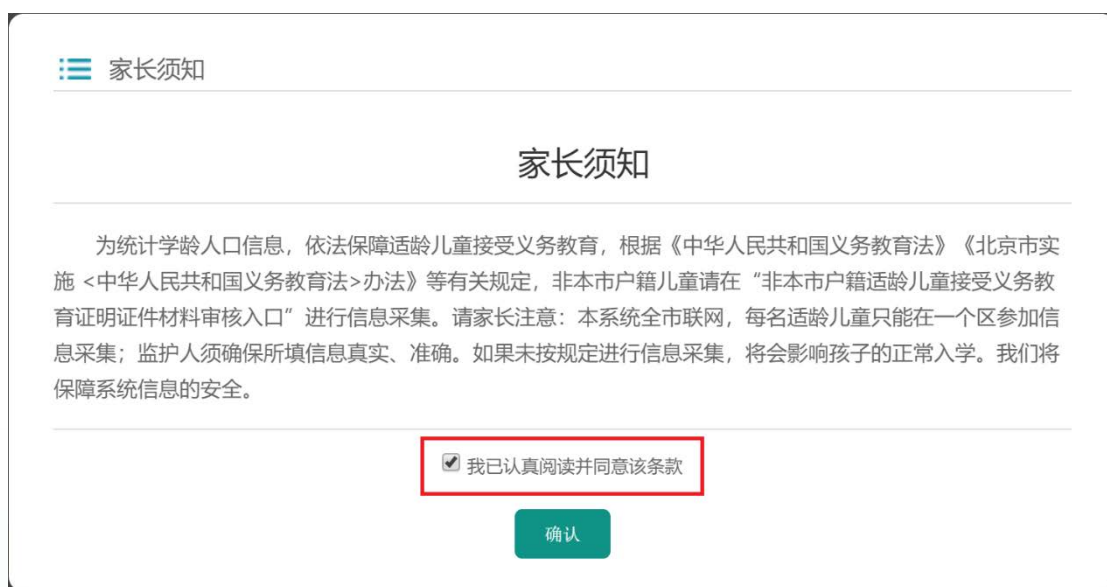 家长须知
家长须知
为统计学龄人口信息，依法保障适龄儿童接受义务教育，根据《中华人民共和国义务教育法》《北京市实
施 <中华人民共和国义务教育法>办法》等有关规定，非本市户籍儿童请在“非本市户籍适龄儿童接受义务教
育证明证件材料审核入口”进行信息采集。请家长注意：本系统全市联网，每名适龄儿童只能在一个区参加信
息采集；监护人须确保所填信息真实、准确。如果未按规定进行信息采集，将会影响孩子的正常入学。我们将
保障系统信息的安全。
我已认真阅读并同意该条款
确认